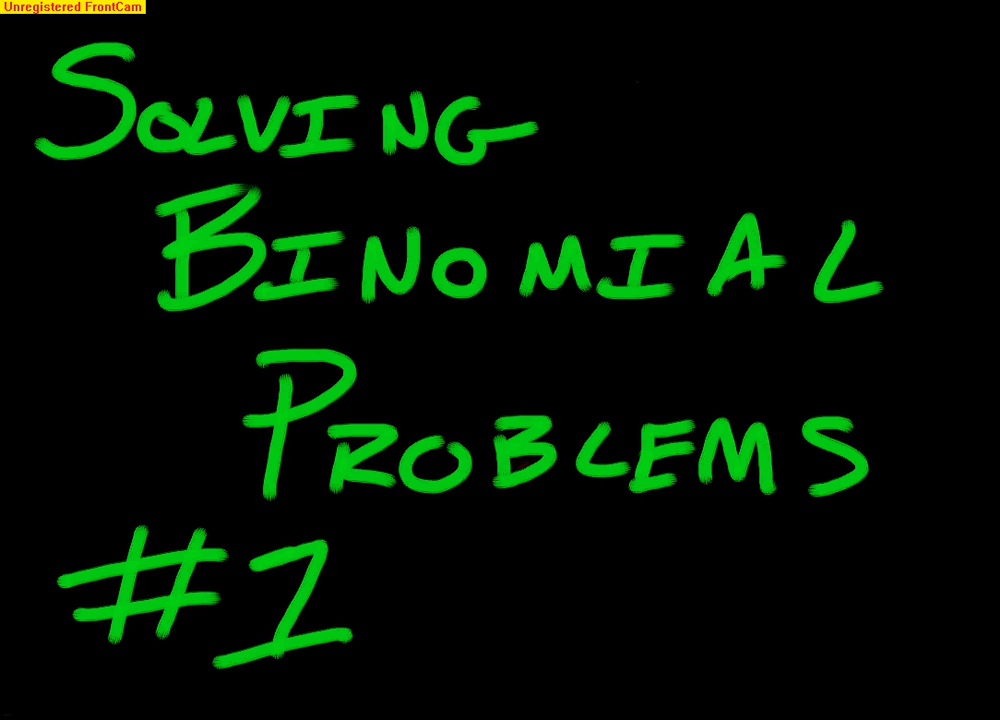 Unregistered FrontCam
SOLVING
BINOMIAL
PROBLEMS
#1